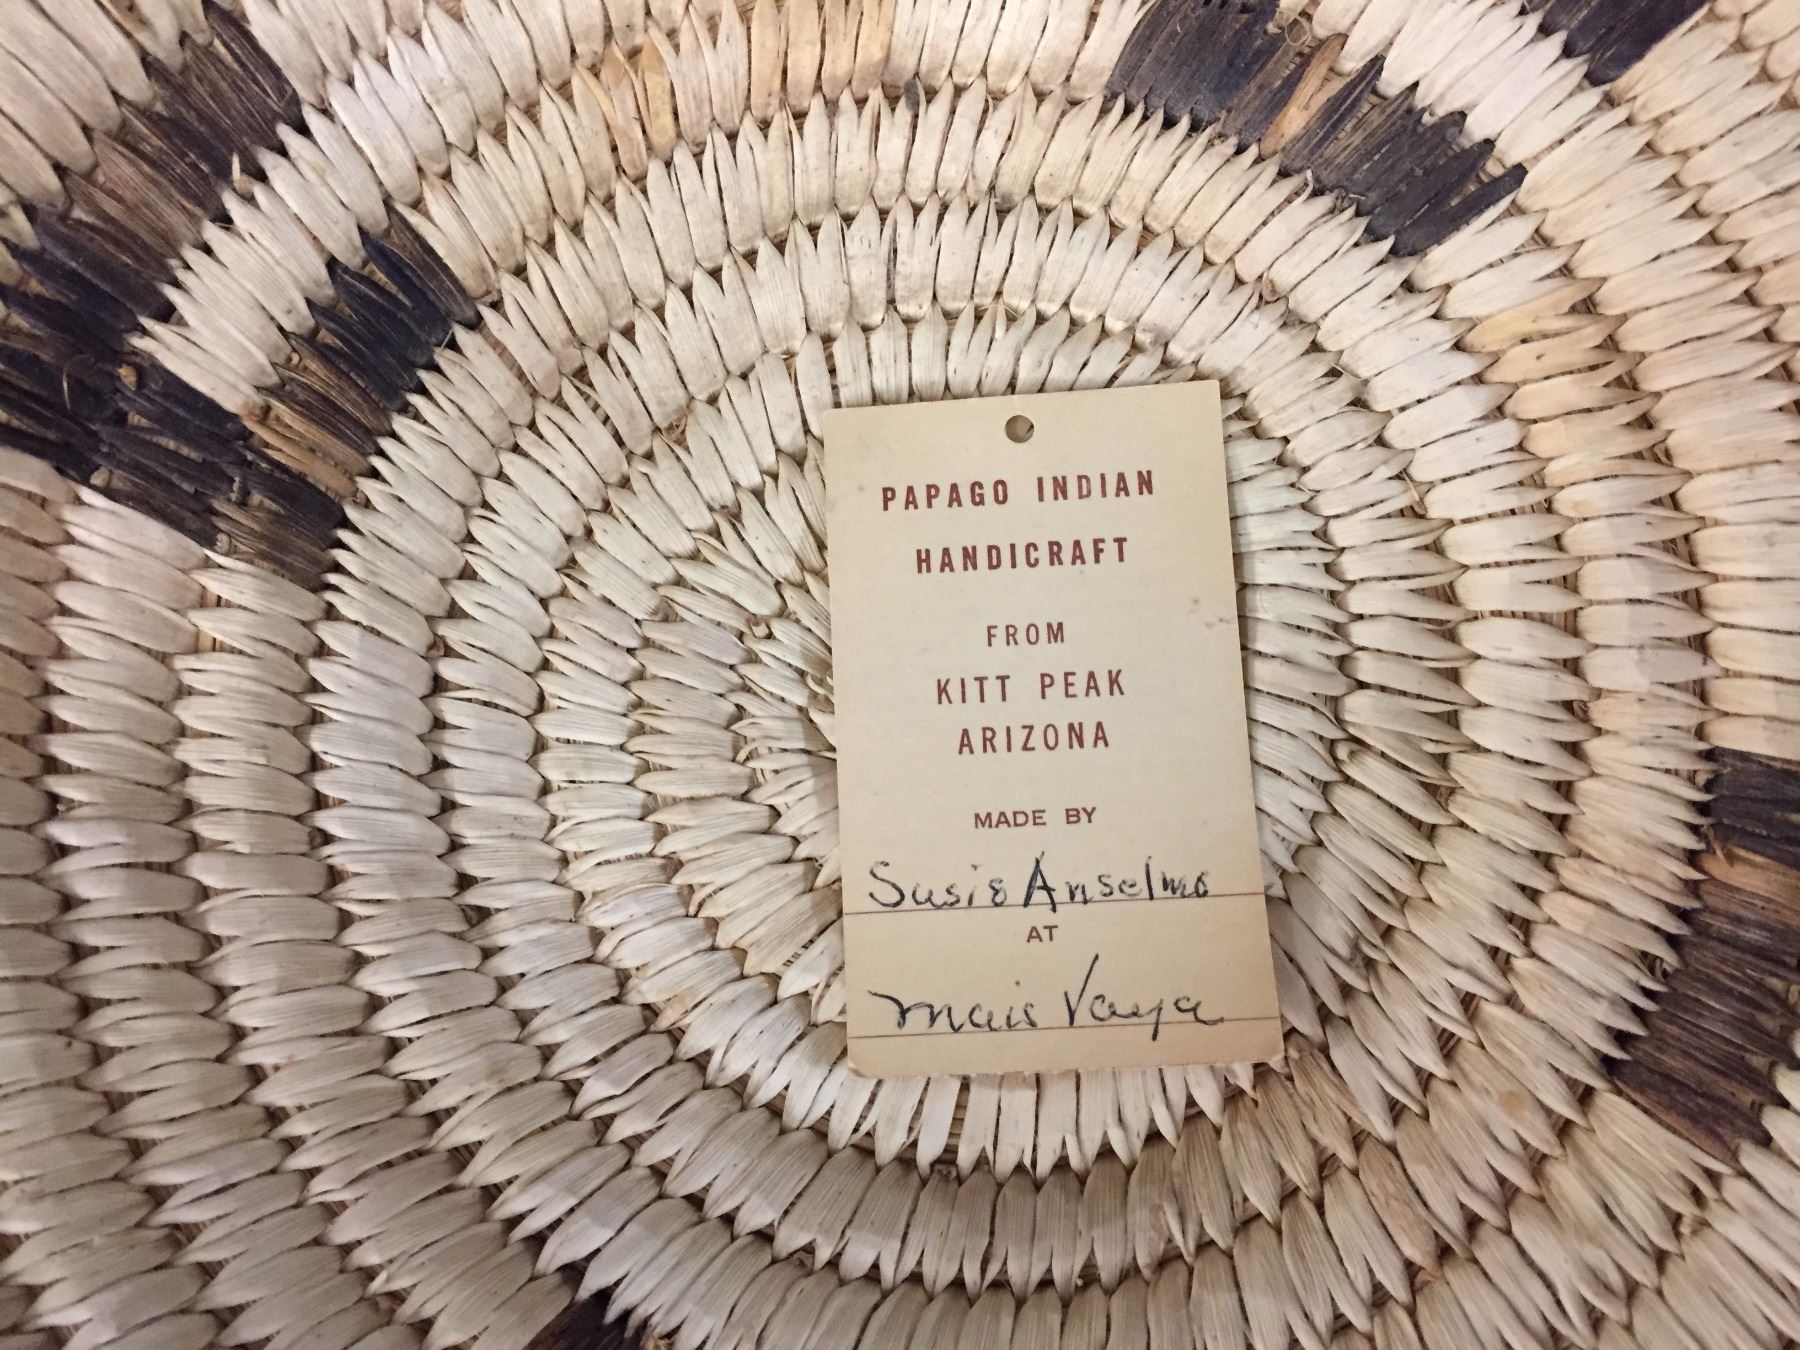 PAPAGO INDIAN
HANDICRAFT
FROM
KITT PEAK
ARIZONA
MADE BY
Susie Anselmo
AT
Mais Vaya